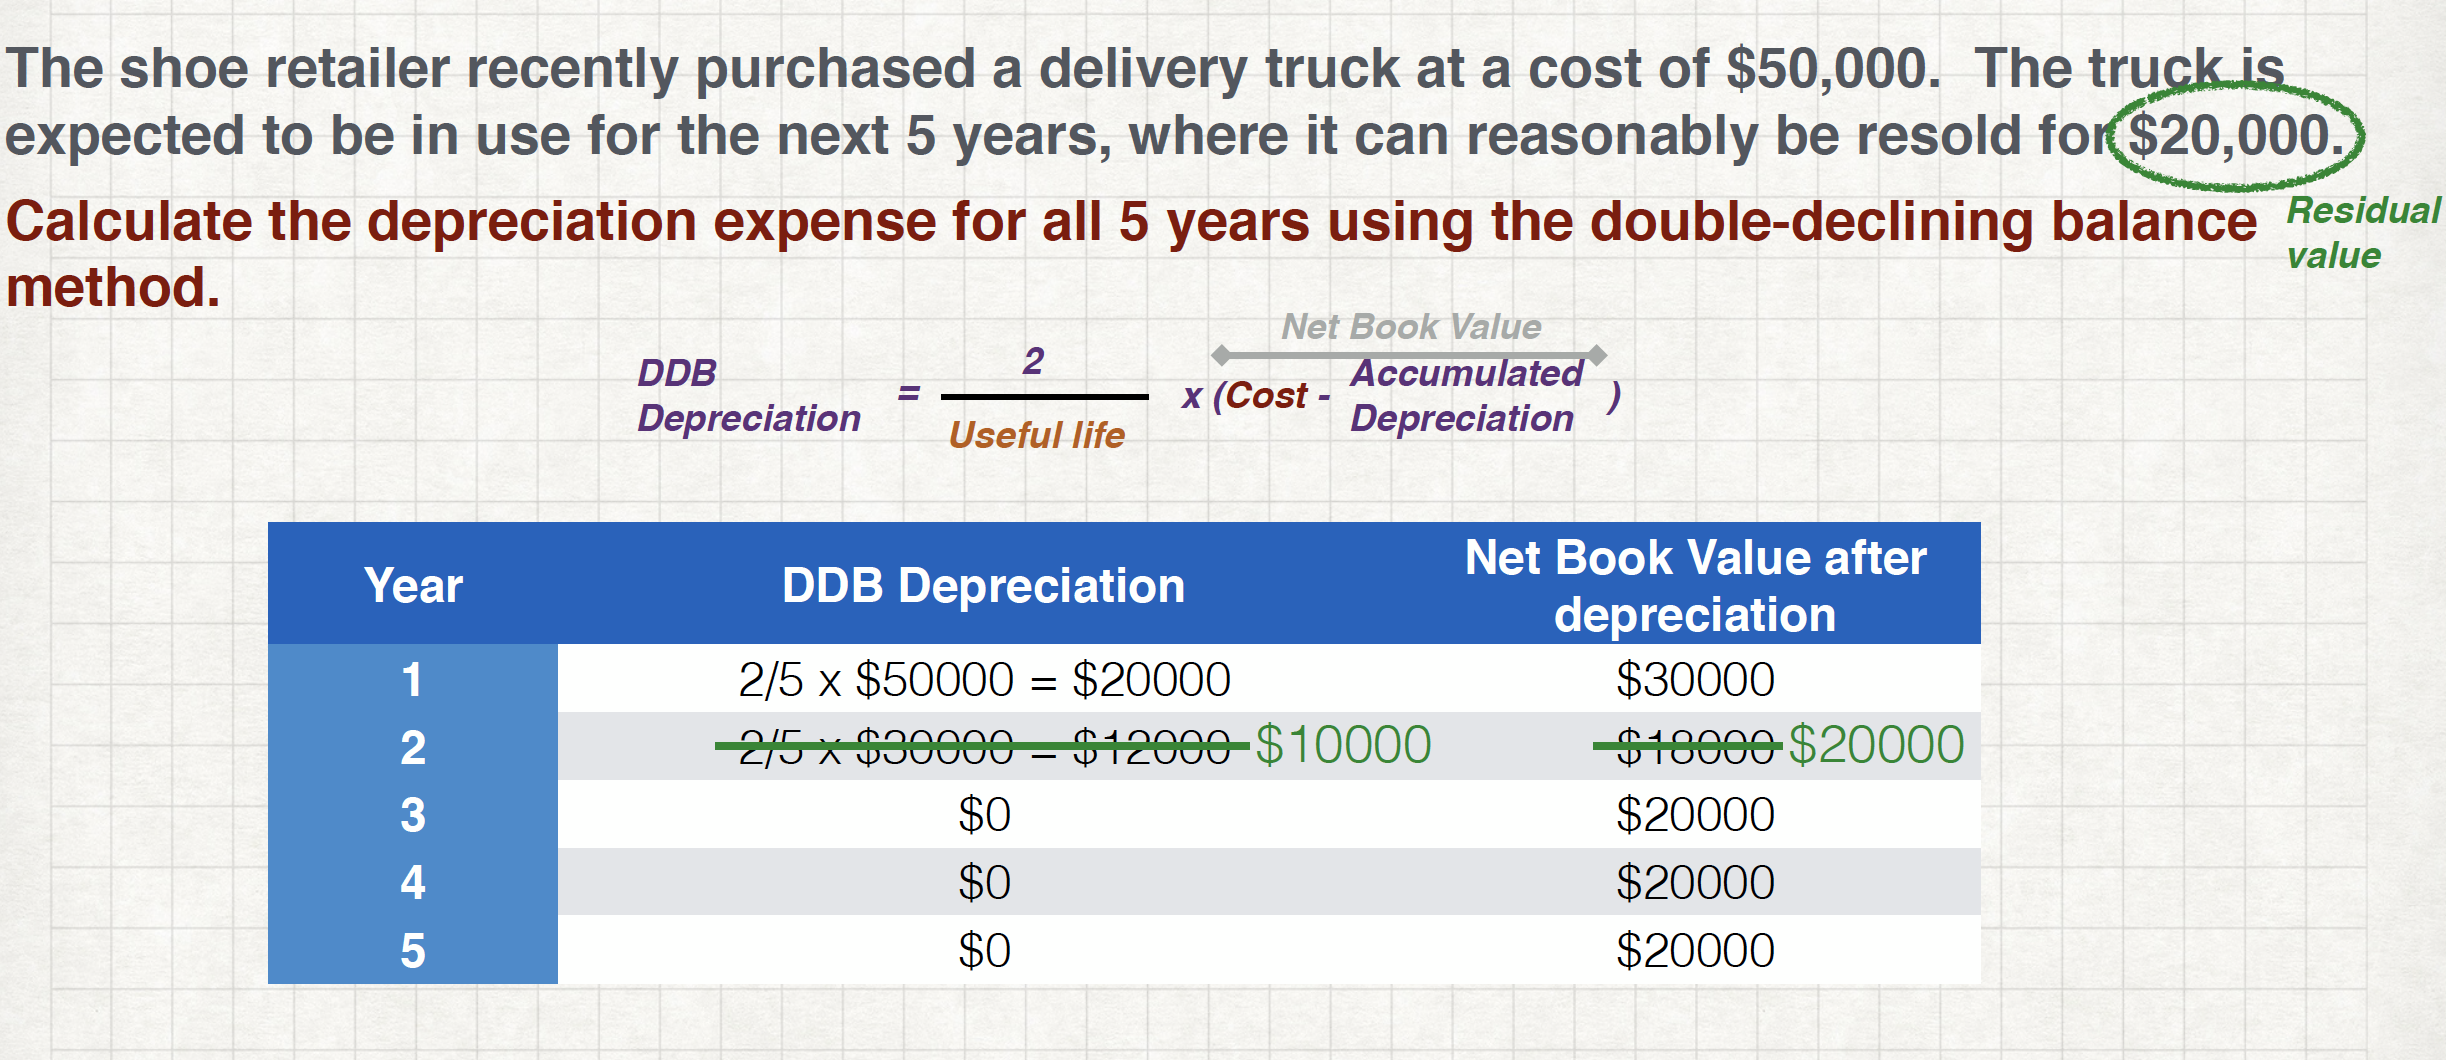 The shoe retailer recently purchased a delivery truck at a cost of $50,000. The truck is
expected to be in use for the next 5 years, where it can reasonably be resold for $20,000.
Calculate the depreciation expense for all 5 years using the double-declining balance
method.
Residual
value
Net Book Value
DDB
Depreciation
=
2
Useful life
x (Cost - Accumulated
Depreciation )
Year DDB Depreciation Net Book Value after
depreciation
1 2/5 x $50000 = $20000 $30000
2 2/5 x $30000 = $12000 $10000 $18000 $20000
3 $0 $20000
4 $0 $20000
5 $0 $20000